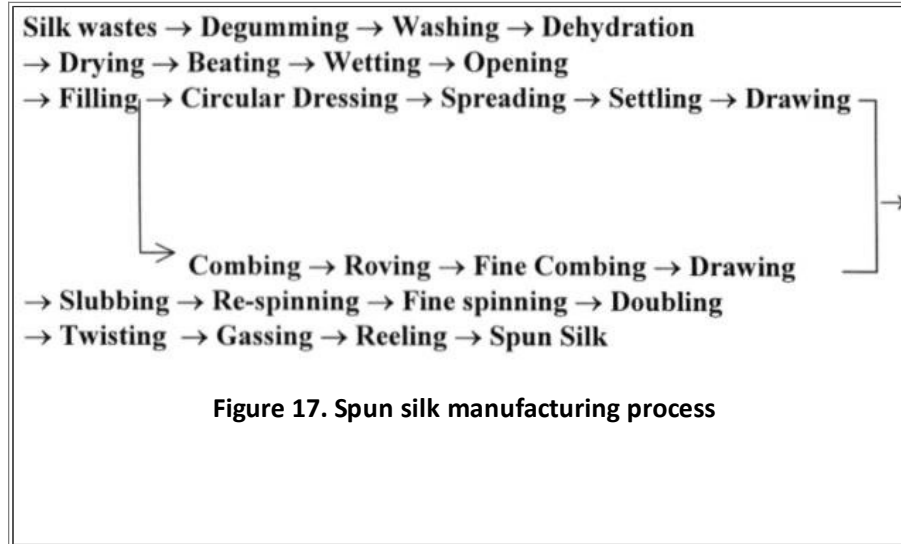 Silk wastes → Degumming → Washing → Dehydration
→ Drying → Beating → Wetting → Opening
→ Filling → Circular Dressing → Spreading → Settling → Drawing
→
Combing → Roving → Fine Combing → Drawing
→ Slubbing → Re-spinning → Fine spinning → Doubling
→ Twisting → Gassing → Reeling → Spun Silk
Figure 17. Spun silk manufacturing process